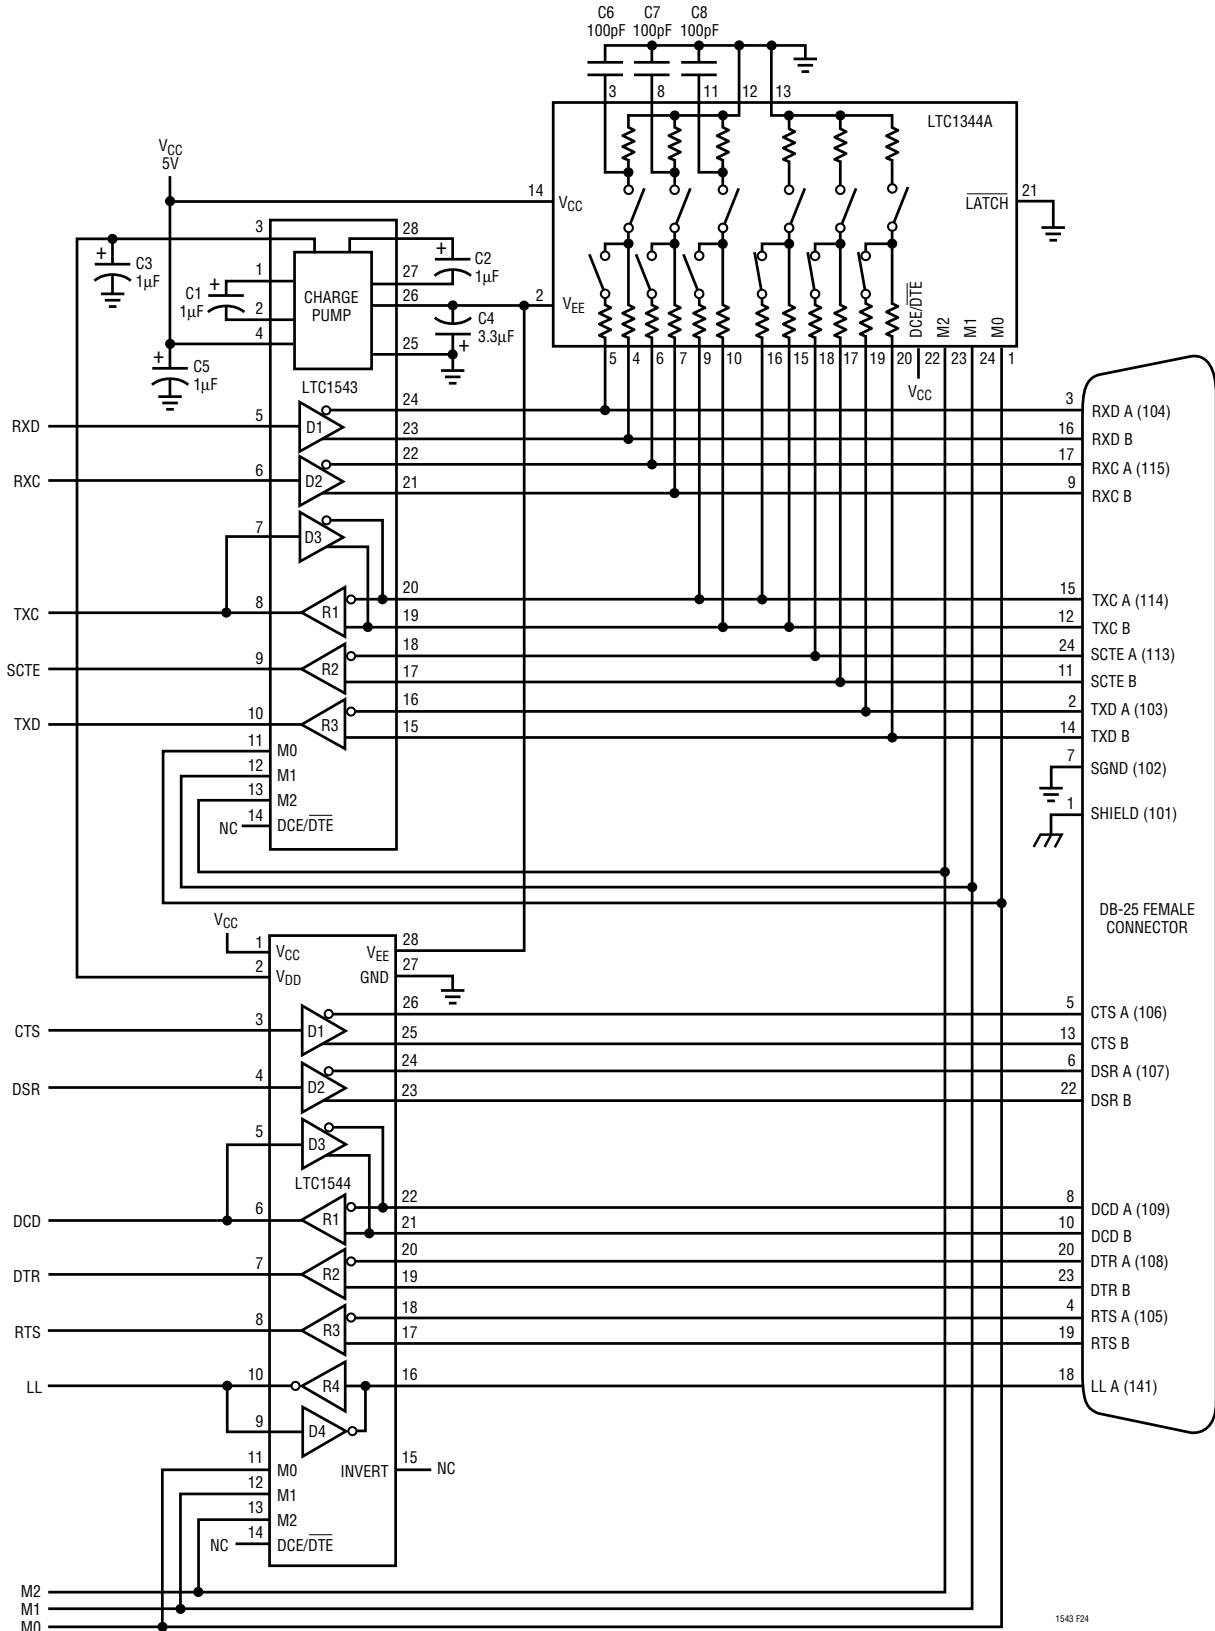 C6 C7 C8
100pF 100pF 100pF
3 8 11 12 13
LTC1344A
VCC
5V
14 VCC
LATCH 21
3 28
C3
1µF
1
C1
1µF
2
4
CHARGE
PUMP
27
C2
1µF
26
2 VEE
C4
3.3µF
25
DCE/DTE M2 M1 M0
C5
1µF
LTC1543
5 4 6 7 9 10 16 15 18 17 19 20 22 23 24 1
VCC
RXD 5 D1 24 3 RXD A (104)
23 16 RXD B
RXC 6 D2 22 17 RXC A (115)
21 9 RXC B
7 D3
TXC 8 R1 20 15 TXC A (114)
19 12 TXC B
SCTE 9 R2 18 24 SCTE A (113)
17 11 SCTE B
TXD 10 R3 16 2 TXD A (103)
15 14 TXD B
11 M0
12 M1
13 M2
NC 14 DCE/DTE
7 SGND (102)
1 SHIELD (101)
DB-25 FEMALE
CONNECTOR
VCC
1 VCC VEE 28
2 VDD GND 27
CTS 3 D1 26 5 CTS A (106)
25 13 CTS B
DSR 4 D2 24 6 DSR A (107)
23 22 DSR B
5 D3
LTC1544
DCD 6 R1 22 8 DCD A (109)
21 10 DCD B
DTR 7 R2 20 20 DTR A (108)
19 23 DTR B
RTS 8 R3 18 4 RTS A (105)
17 19 RTS B
LL 10 R4 16 18 LL A (141)
9 D4
11 M0 INVERT 15 NC
12 M1
13 M2
NC 14 DCE/DTE
M2
M1
M0
1543 F24